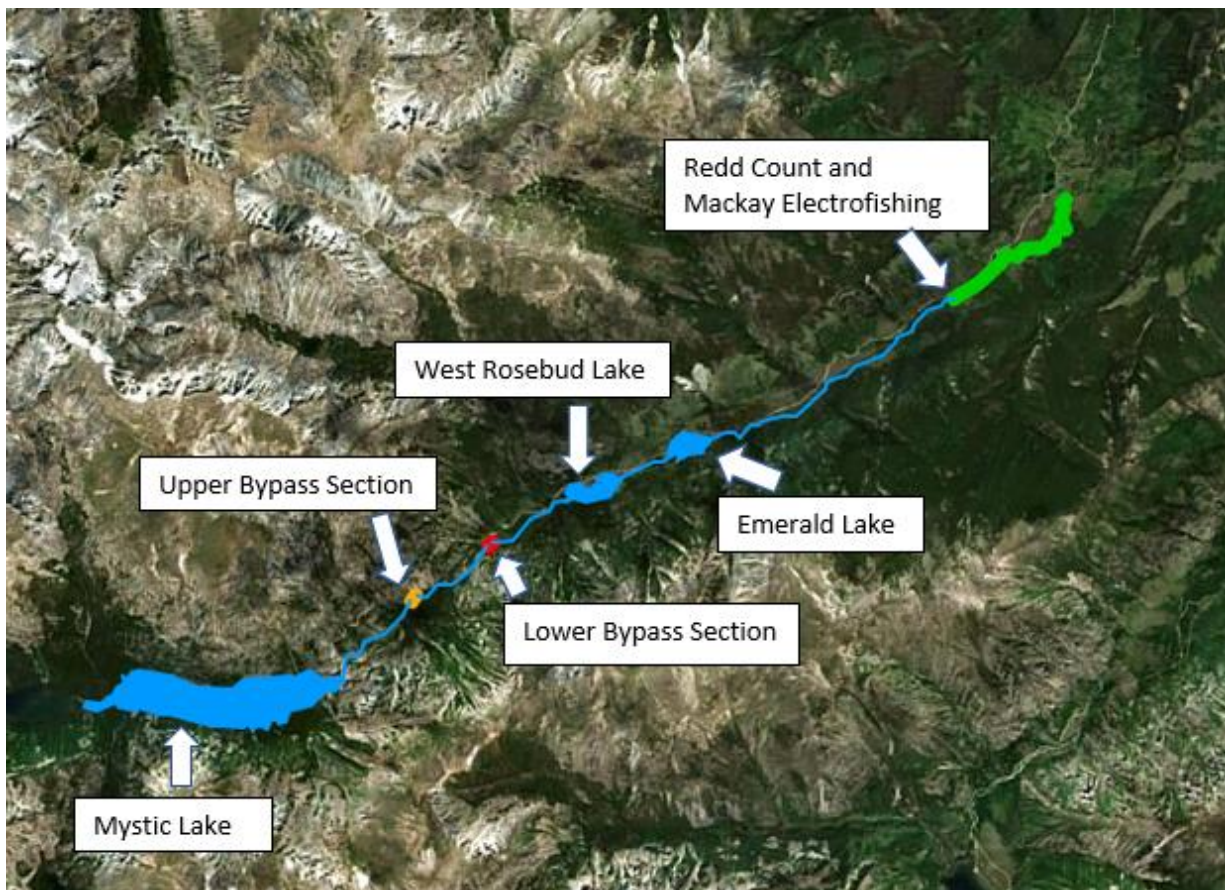 Redd Count and
Mackay Electrofishing
West Rosebud Lake
Upper Bypass Section
Emerald Lake
Lower Bypass Section
Mystic Lake